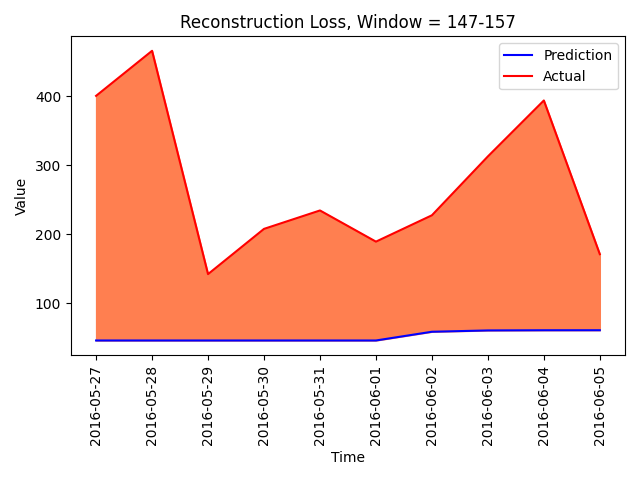 Reconstruction Loss, Window = 147-157
Prediction
Actual
Value
400
300
200
100
2016-05-27
2016-05-28
2016-05-29
2016-05-30
2016-05-31
2016-06-01
2016-06-02
2016-06-03
2016-06-04
2016-06-05
Time